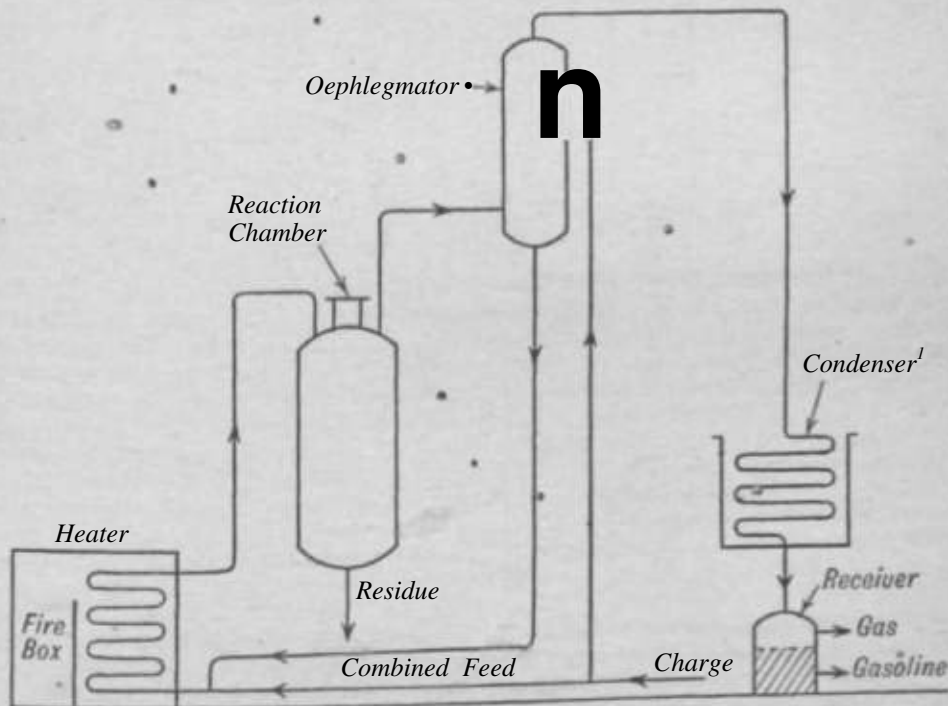 Oephlegmator •
n
Reaction
Chamber
Condenser¹
Heater
Residue
Receiver
Fire
Box
Gas
Combined Feed
Charge
Gasoline